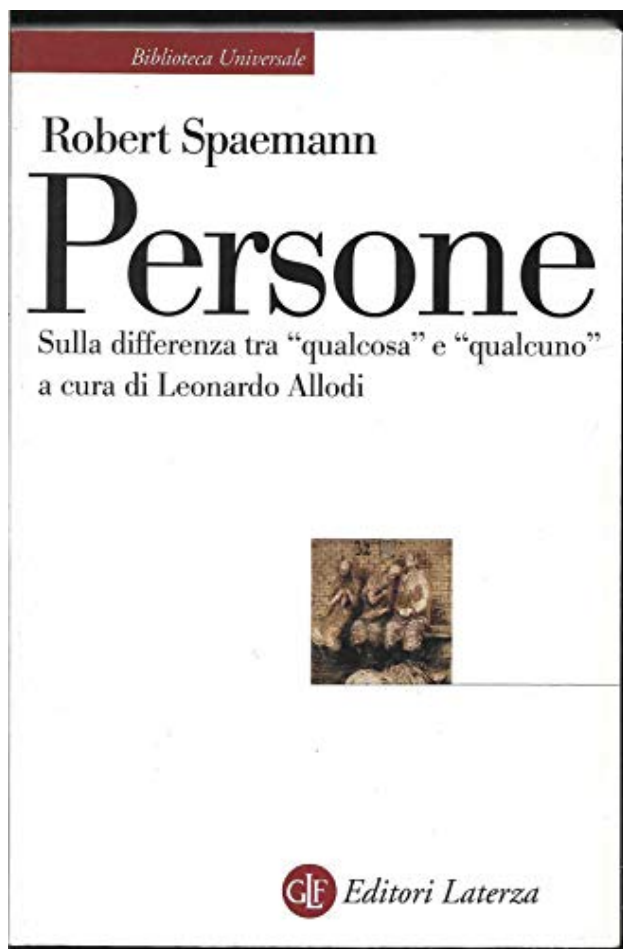 Biblioteca Universale
Robert Spaemann
Persone
Sulla differenza tra “qualcosa” e “qualcuno”
a cura di Leonardo Allodi
GLF Editori Laterza